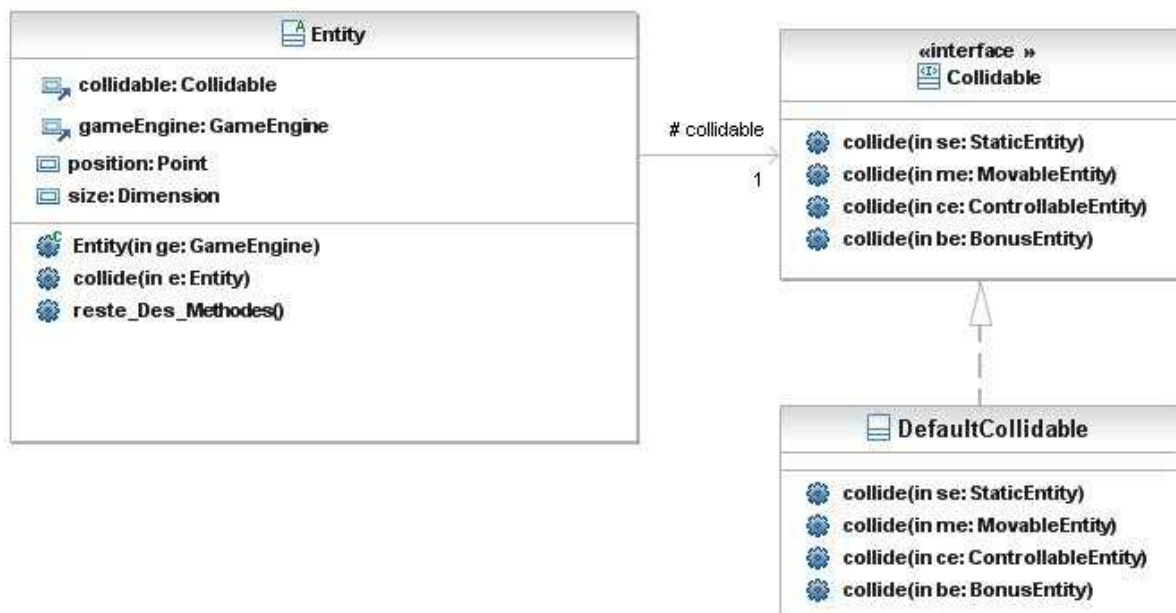 Entity
collidable: Collidable
gameEngine: GameEngine
position: Point
size: Dimension
Entity(in ge: GameEngine)
collide(in e: Entity)
reste_Des_Methodes()
# collidable
1
«interface »
Collidable
collide(in se: StaticEntity)
collide(in me: MovableEntity)
collide(in ce: ControllableEntity)
collide(in be: BonusEntity)
DefaultCollidable
collide(in se: StaticEntity)
collide(in me: MovableEntity)
collide(in ce: ControllableEntity)
collide(in be: BonusEntity)